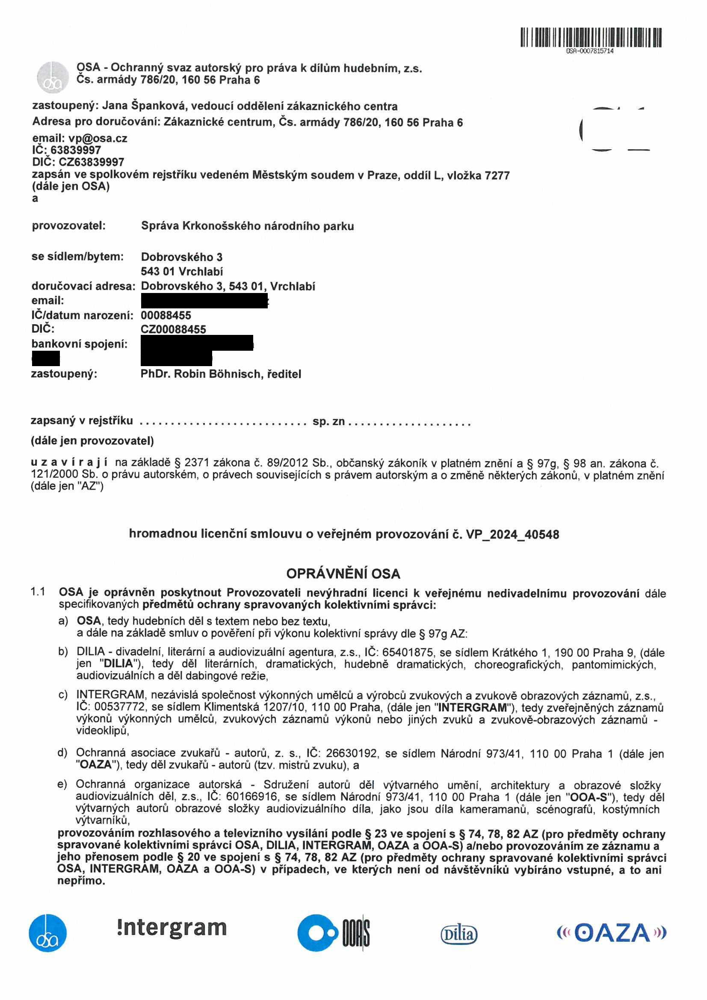 OSA-0007815714
OSA - Ochranný svaz autorský pro práva k dílům hudebním, z.s.
Čs. armády 786/20, 160 56 Praha 6
osa
zastoupený: Jana Španková, vedoucí oddělení zákaznického centra
Adresa pro doručování: Zákaznické centrum, Čs. armády 786/20, 160 56 Praha 6
email: vp@osa.cz
IČ: 63839997
DIČ: CZ63839997
zapsán ve spolkovém rejstříku vedeném Městským soudem v Praze, oddíl L, vložka 7277
(dále jen OSA)
a
provozovatel: Správa Krkonošského národního parku
se sídlem/bytem: Dobrovského 3
543 01 Vrchlabí
doručovací adresa: Dobrovského 3, 543 01, Vrchlabí
email:
IČ/datum narození: 00088455
DIČ: CZ00088455
bankovní spojení:
zastoupený: PhDr. Robin Böhnisch, ředitel
zapsaný v rejstříku ........................... sp. zn ....................
(dále jen provozovatel)
u z a v í r a j í na základě § 2371 zákona č. 89/2012 Sb., občanský zákoník v platném znění a § 97g, § 98 an. zákona č.
121/2000 Sb. o právu autorském, o právech souvisejících s právem autorským a o změně některých zákonů, v platném znění
(dále jen "AZ")
hromadnou licenční smlouvu o veřejném provozování č. VP_2024_40548
OPRÁVNĚNÍ OSA
1.1 OSA je oprávněn poskytnout Provozovateli nevýhradní licenci k veřejnému nedivadelnímu provozování dále
specifikovaných předmětů ochrany spravovaných kolektivními správci:
a) OSA, tedy hudebních děl s textem nebo bez textu,
a dále na základě smluv o pověření při výkonu kolektivní správy dle § 97g AZ:
b) DILIA - divadelní, literární a audiovizuální agentura, z.s., IČ: 65401875, se sídlem Krátkého 1, 190 00 Praha 9, (dále
jen "DILIA"), tedy děl literárních, dramatických, hudebně dramatických, choreografických, pantomimických,
audiovizuálních a děl dabingové režie,
c) INTERGRAM, nezávislá společnost výkonných umělců a výrobců zvukových a zvukově obrazových záznamů, z.s.,
IČ: 00537772, se sídlem Klimentská 1207/10, 110 00 Praha, (dále jen "INTERGRAM"), tedy zveřejněných záznamů
výkonů výkonných umělců, zvukových záznamů výkonů nebo jiných zvuků a zvukově-obrazových záznamů -
videoklipů,
d) Ochranná asociace zvukařů - autorů, z. s., IČ: 26630192, se sídlem Národní 973/41, 110 00 Praha 1 (dále jen
"OAZA"), tedy děl zvukařů - autorů (tzv. mistrů zvuku), a
e) Ochranná organizace autorská - Sdružení autorů děl výtvarného umění, architektury a obrazové složky
audiovizuálních děl, z.s., IČ: 60166916, se sídlem Národní 973/41, 110 00 Praha 1 (dále jen "OOA-S"), tedy děl
výtvarných autorů obrazové složky audiovizuálního díla, jako jsou díla kameramanů, scénografů, kostýmních
výtvarníků,
provozováním rozhlasového a televizního vysílání podle § 23 ve spojení s § 74, 78, 82 AZ (pro předměty ochrany
spravované kolektivními správci OSA, DILIA, INTERGRAM, OAZA a OOA-S) a/nebo provozováním ze záznamu a
jeho přenosem podle § 20 ve spojení s § 74, 78, 82 AZ (pro předměty ochrany spravované kolektivními správci
OSA, INTERGRAM, OAZA a OOA-S) v případech, ve kterých není od návštěvníků vybíráno vstupné, a to ani
nepřímo.
osa !ntergram OOAS Dilia OAZA